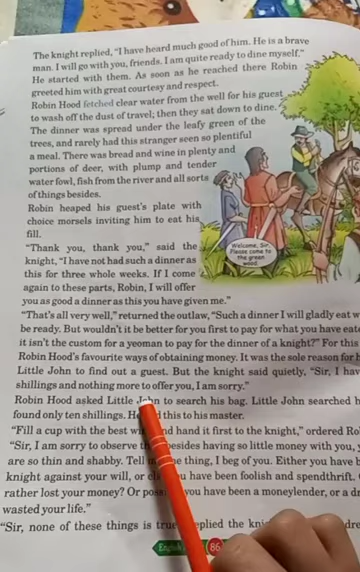 The knight replied, "I have heard much good of him. He is a brave
man. I will go with you, friends. I am quite ready to dine myself."
He started with them. As soon as he reached there Robin
greeted him with great courtesy and respect.
Robin Hood fetched clear water from the well for his guest
to wash off the dust of travel; then they sat down to dine.
The dinner was spread under the leafy green of the
trees, and rarely had this stranger seen so plentiful
a meal. There was bread and wine in plenty and
portions of deer, with plump and tender
water fowl, fish from the river and all sorts
of things besides.
Robin heaped his guest's plate with
choice morsels inviting him to eat his
fill.
"Thank you, thank you," said the
knight, "I have not had such a dinner as
this for three whole weeks. If I come
again to these parts, Robin, I will offer
you as good a dinner as this you have given me."
Welcome, Sir.
Please come to
the green
wood.
"That's all very well," returned the outlaw, "Such a dinner I will gladly eat w
be ready. But wouldn't it be better for you first to pay for what you have eat
it isn't the custom for a yeoman to pay for the dinner of a knight?" For this
Robin Hood's favourite ways of obtaining money. It was the sole reason for
Little John to find out a guest. But the knight said quietly, "Sir, I hav
shillings and nothing more to offer you, I am sorry."
Robin Hood asked Little John to search his bag. Little John searched
found only ten shillings. He this to his master.
"Fill a cup with the best and hand it first to the knight," ordered Ro
"Sir, I am sorry to observe besides having so little money with you,
are so thin and shabby. Tell thing, I beg of you. Either you have
knight against your will, or you have been foolish and spendthrift.
rather lost your money? Or you have been a moneylender, or a dr
wasted your life."
"Sir, none of these things is replied the
English 86